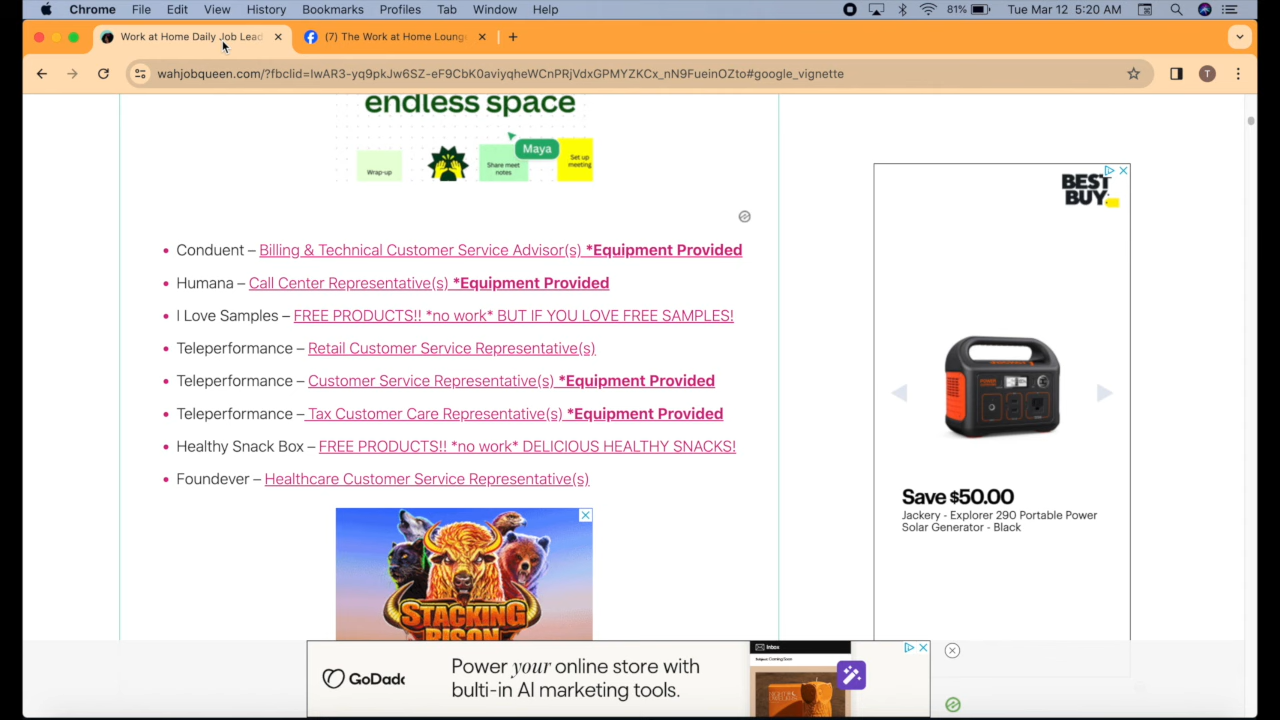 Chrome File Edit View History Bookmarks Profiles Tab Window Help 81% Tue Mar 12 5:20 AM
Work at Home Daily Job Lead (7) The Work at Home Loung
wahjobqueen.com/?fbclid=IwAR3-yq9pkJw6SZ-eF9CbK0aviyqheWCnPRjVdxGPMYZKCx_nN9FueinOZto#google_vignette T
endless space
Maya
Wrap-up
Share meet
notes
Set up
meeting
BEST
BUY
• Conduent – Billing & Technical Customer Service Advisor(s) *Equipment Provided
• Humana – Call Center Representative(s) *Equipment Provided
• I Love Samples – FREE PRODUCTS!! *no work* BUT IF YOU LOVE FREE SAMPLES!
• Teleperformance – Retail Customer Service Representative(s)
• Teleperformance – Customer Service Representative(s) *Equipment Provided
• Teleperformance – Tax Customer Care Representative(s) *Equipment Provided
• Healthy Snack Box – FREE PRODUCTS!! *no work* DELICIOUS HEALTHY SNACKS!
• Foundever – Healthcare Customer Service Representative(s)
Save $50.00
Jackery - Explorer 290 Portable Power
Solar Generator - Black
STACKING
BISON
GoDadd
Power your online store with
built-in AI marketing tools.
Inbox
Coming Soon